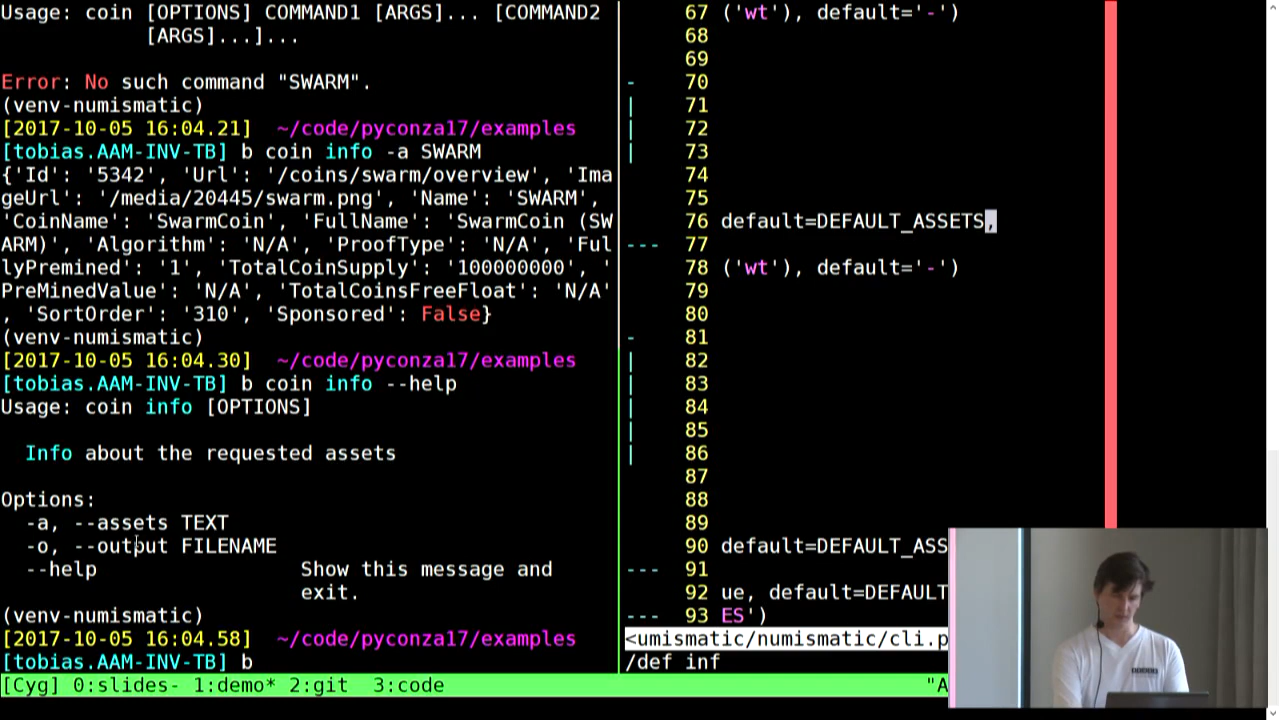 Usage: coin [OPTIONS] COMMAND1 [ARGS]... [COMMAND2
[ARGS]...]...
Error: No such command "SWARM".
(venv-numismatic)
[2017-10-05 16:04.21]  ~/code/pyconza17/examples
[tobias.AAM-INV-TB] b coin info -a SWARM
{'Id': '5342', 'Url': '/coins/swarm/overview', 'Ima
geUrl': '/media/20445/swarm.png', 'Name': 'SWARM',
'CoinName': 'SwarmCoin', 'FullName': 'SwarmCoin (SW
ARM)', 'Algorithm': 'N/A', 'ProofType': 'N/A', 'Ful
lyPremined': '1', 'TotalCoinSupply': '100000000', '
PreMinedValue': 'N/A', 'TotalCoinsFreeFloat': 'N/A'
, 'SortOrder': '310', 'Sponsored': False}
(venv-numismatic)
[2017-10-05 16:04.30]  ~/code/pyconza17/examples
[tobias.AAM-INV-TB] b coin info --help
Usage: coin info [OPTIONS]
Info about the requested assets
Options:
-a, --assets TEXT
-o, --output FILENAME
--help Show this message and
exit.
(venv-numismatic)
[2017-10-05 16:04.58]  ~/code/pyconza17/examples
[tobias.AAM-INV-TB] b
67 ('wt'), default='-')
68
69
- 70
| 71
| 72
| 73
74
75
76 default=DEFAULT_ASSETS,
--- 77
78 ('wt'), default='-')
79
80
- 81
| 82
| 83
| 84
| 85
| 86
87
88
89
90 default=DEFAULT_ASS
--- 91
92 ue, default=DEFAULT
--- 93 ES')
<umismatic/numismatic/cli.p
/def inf
[Cyg] 0:slides- 1:demo* 2:git  3:code "A